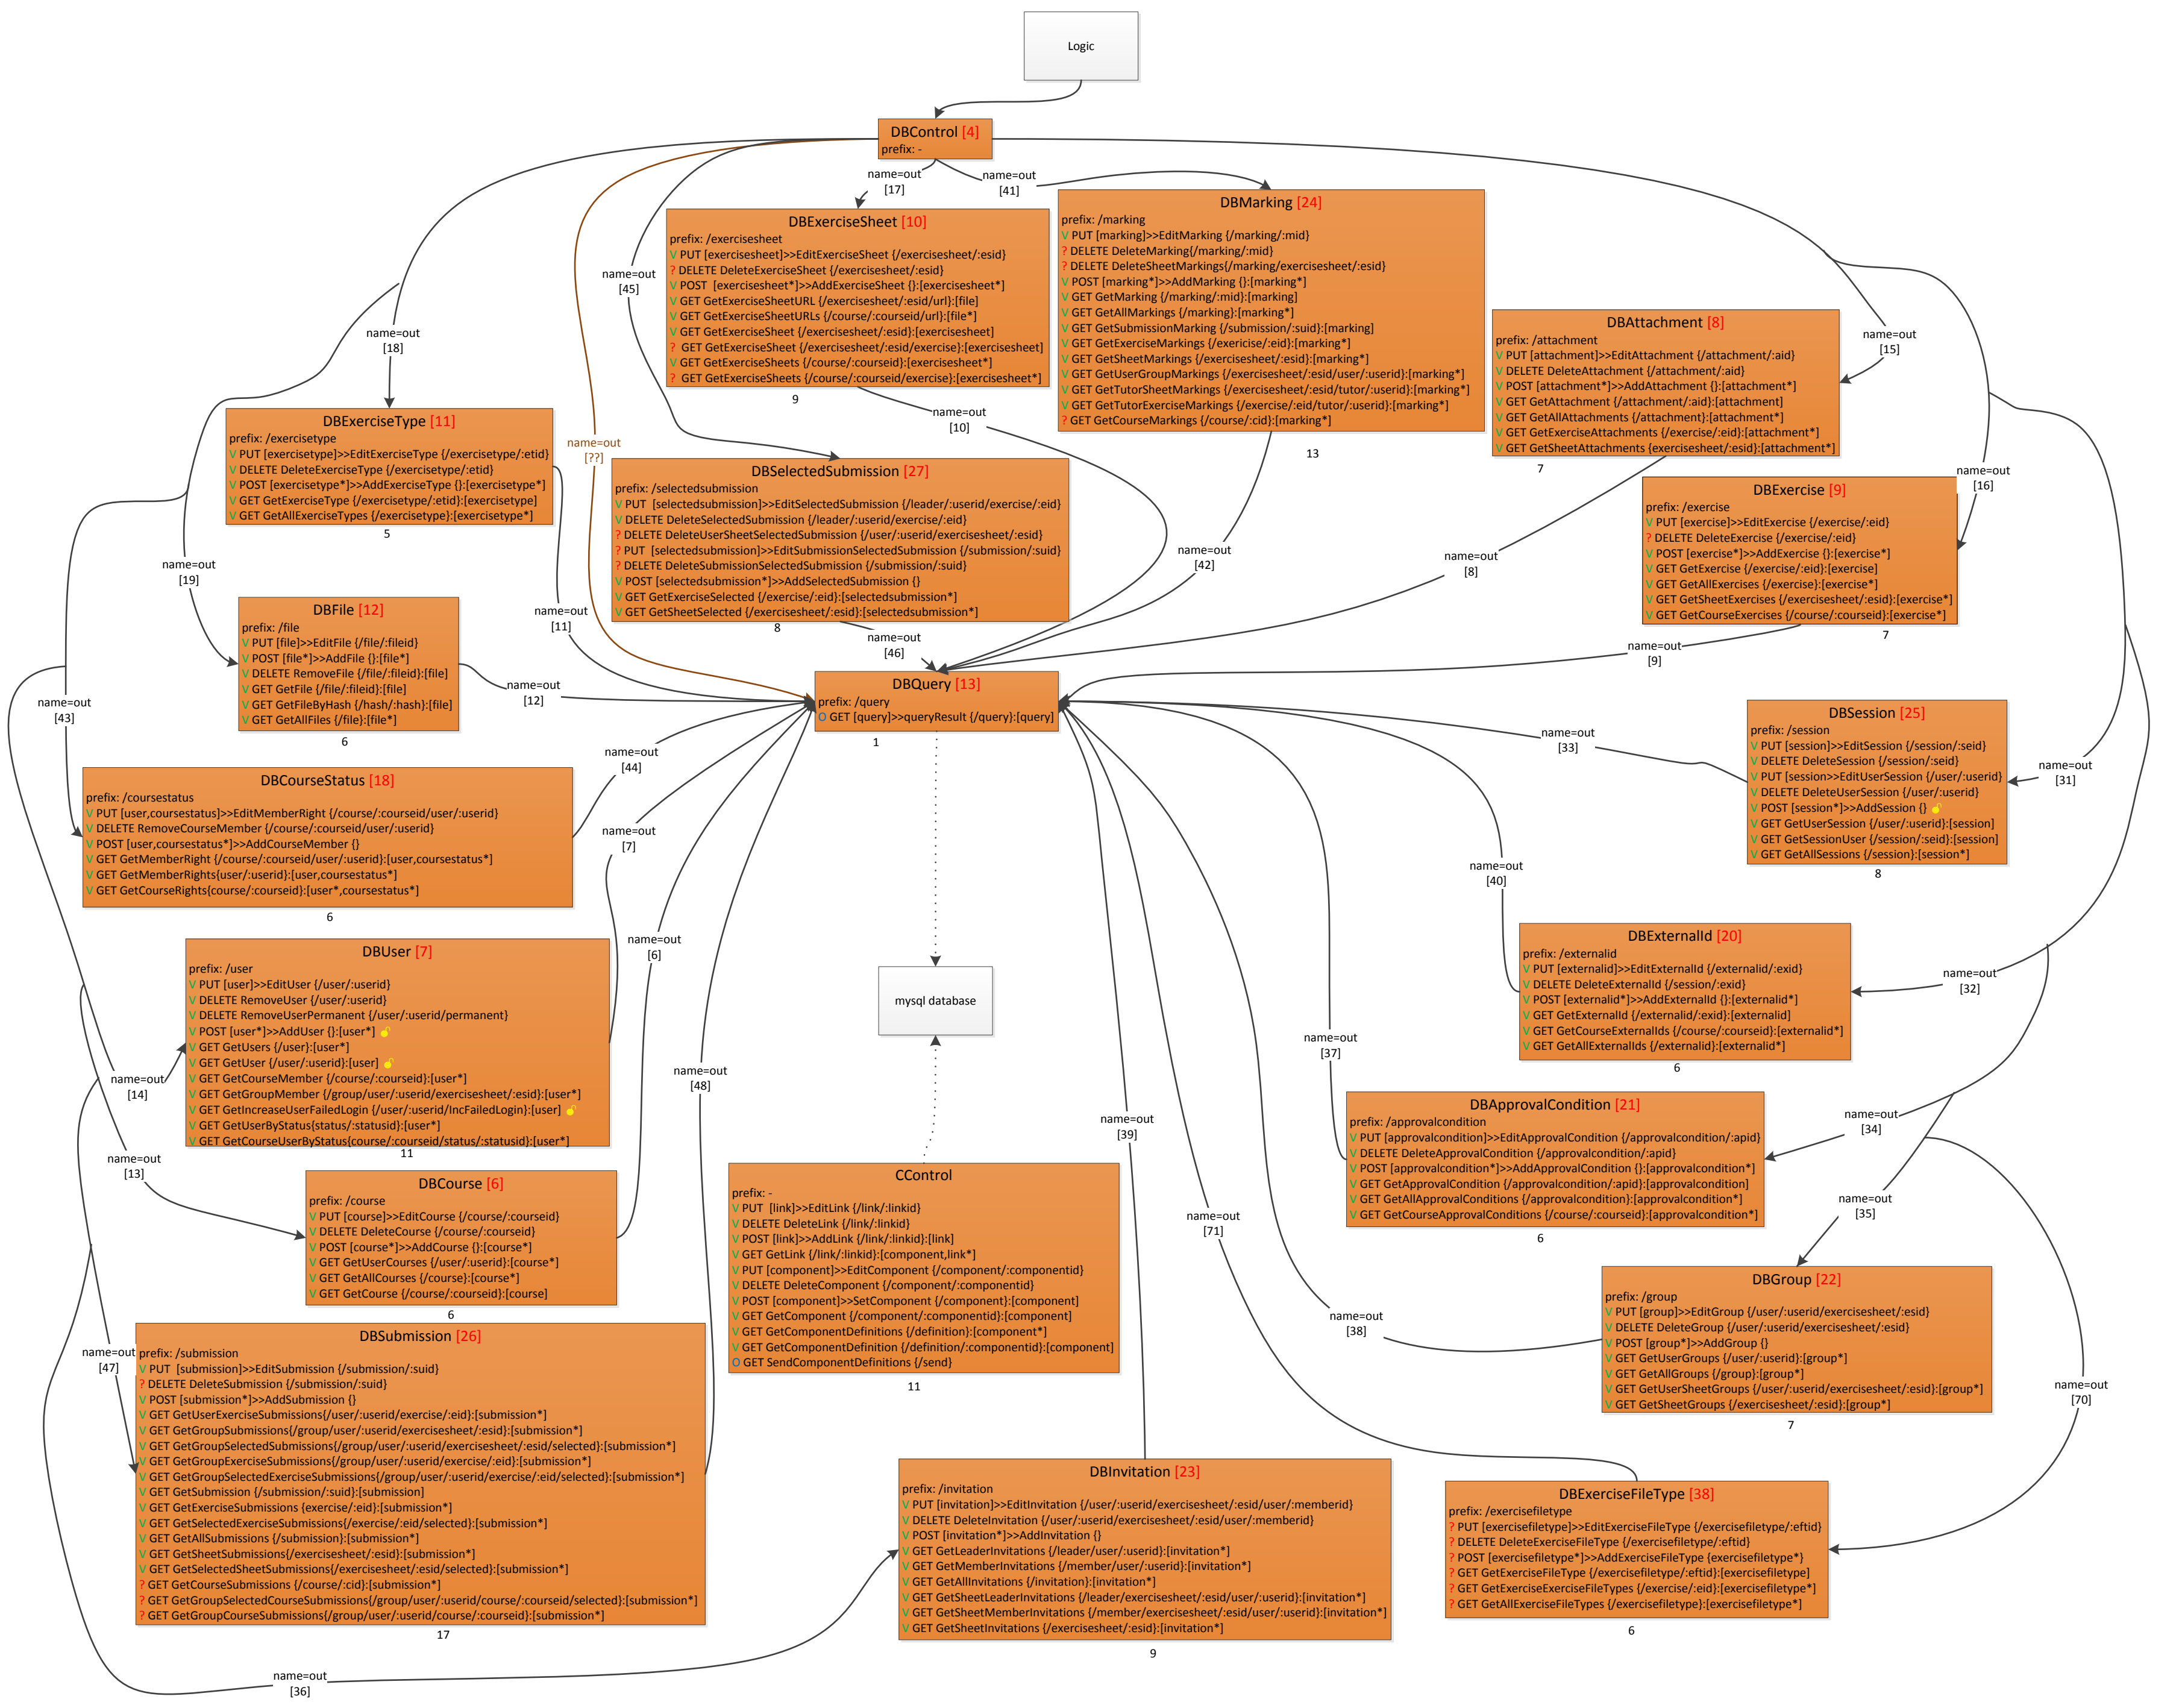 Logic
DBControl [4]
prefix: -
name=out
[17]
name=out
[41]
name=out
[45]
name=out
[18]
name=out
[??]
name=out
[15]
name=out
[16]
DBExerciseSheet [10]
prefix: /exercisesheet
V PUT [exercisesheet]>>EditExerciseSheet {/exercisesheet/:esid}
? DELETE DeleteExerciseSheet {/exercisesheet/:esid}
V POST  [exercisesheet*]>>AddExerciseSheet {}:[exercisesheet*]
V GET GetExerciseSheetURL {/exercisesheet/:esid/url}:[file]
V GET GetExerciseSheetURLs {/course/:courseid/url}:[file*]
V GET GetExerciseSheet {/exercisesheet/:esid}:[exercisesheet]
?  GET GetExerciseSheet {/exercisesheet/:esid/exercise}:[exercisesheet]
V GET GetExerciseSheets {/course/:courseid}:[exercisesheet*]
?  GET GetExerciseSheets {/course/:courseid/exercise}:[exercisesheet*]
9
DBMarking [24]
prefix: /marking
V PUT [marking]>>EditMarking {/marking/:mid}
? DELETE DeleteMarking{/marking/:mid}
? DELETE DeleteSheetMarkings{/marking/exercisesheet/:esid}
V POST [marking*]>>AddMarking {}:[marking*]
V GET GetMarking {/marking/:mid}:[marking]
V GET GetAllMarkings {/marking}:[marking*]
V GET GetSubmissionMarking {/submission/:suid}:[marking]
V GET GetExerciseMarkings {/exericise/:eid}:[marking*]
V GET GetSheetMarkings {/exercisesheet/:esid}:[marking*]
V GET GetUserGroupMarkings {/exercisesheet/:esid/user/:userid}:[marking*]
V GET GetTutorSheetMarkings {exercisesheet/:esid/tutor/:userid}:[marking*]
V GET GetTutorExerciseMarkings {/exercise/:eid/tutor/:userid}:[marking*]
? GET GetCourseMarkings {/course/:cid}:[marking*]
13
DBAttachment [8]
prefix: /attachment
V PUT [attachment]>>EditAttachment {/attachment/:aid}
V DELETE DeleteAttachment {/attachment/:aid}
V POST [attachment*]>>AddAttachment {}:[attachment*]
V GET GetAttachment {/attachment/:aid}:[attachment]
V GET GetAllAttachments {/attachment}:[attachment*]
V GET GetExerciseAttachments {/exercise/:eid}:[attachment*]
V GET GetSheetAttachments {exercisesheet/:esid}:[attachment*]
7
DBExerciseType [11]
prefix: /exercisetype
V PUT [exercisetype]>>EditExerciseType {/exercisetype/:etid}
V DELETE DeleteExerciseType {/exercisetype/:etid}
V POST [exercisetype*]>>AddExerciseType {}:[exercisetype*]
V GET GetExerciseType {/exercisetype/:etid}:[exercisetype]
V GET GetAllExerciseTypes {/exercisetype}:[exercisetype*]
5
DBSelectedSubmission [27]
prefix: /selectedsubmission
V PUT  [selectedsubmission]>>EditSelectedSubmission {/leader/:userid/exercise/:eid}
V DELETE DeleteSelectedSubmission {/leader/:userid/exercise/:eid}
? DELETE DeleteUserSheetSelectedSubmission {/user/:userid/exercisesheet/:esid}
? PUT  [selectedsubmission]>>EditSubmissionSelectedSubmission {/submission/:suid}
? DELETE DeleteSubmissionSelectedSubmission {/submission/:suid}
V POST [selectedsubmission*]>>AddSelectedSubmission {}
V GET GetExerciseSelected {/exercise/:eid}:[selectedsubmission*]
V GET GetSheetSelected {/exercisesheet/:esid}:[selectedsubmission*]
8
DBExercise [9]
prefix: /exercise
V PUT [exercise]>>EditExercise {/exercise/:eid}
? DELETE DeleteExercise {/exercise/:eid}
V POST [exercise*]>>AddExercise {}:[exercise*]
V GET GetExercise {/exercise/:eid}:[exercise]
V GET GetAllExercises {/exercise}:[exercise*]
V GET GetSheetExercises {/exercisesheet/:esid}:[exercise*]
V GET GetCourseExercises {/course/:courseid}:[exercise*]
7
name=out
[10]
name=out
[42]
name=out
[8]
name=out
[19]
name=out
[11]
name=out
[46]
name=out
[9]
DBFile [12]
prefix: /file
V PUT [file]>>EditFile {/file/:fileid}
V POST [file*]>>AddFile {}:[file*]
V DELETE RemoveFile {/file/:fileid}:[file]
V GET GetFile {/file/:fileid}:[file]
V GET GetFileByHash {/hash/:hash}:[file]
V GET GetAllFiles {/file}:[file*]
6
name=out
[12]
name=out
[43]
DBQuery [13]
prefix: /query
O GET [query]>>queryResult {/query}:[query]
1
name=out
[44]
name=out
[33]
name=out
[31]
DBSession [25]
prefix: /session
V PUT [session]>>EditSession {/session/:seid}
V DELETE DeleteSession {/session/:seid}
V PUT [session>>EditUserSession {/user/:userid}
V DELETE DeleteUserSession {/user/:userid}
V POST [session*]>>AddSession {}
V GET GetUserSession {/user/:userid}:[session]
V GET GetSessionUser {/session/:seid}:[session]
V GET GetAllSessions {/session}:[session*]
8
DBCourseStatus [18]
prefix: /coursestatus
V PUT [user,coursestatus]>>EditMemberRight {/course/:courseid/user/:userid}
V DELETE RemoveCourseMember {/course/:courseid/user/:userid}
V POST [user,coursestatus*]>>AddCourseMember {}
V GET GetMemberRight {/course/:courseid/user/:userid}:[user,coursestatus*]
V GET GetMemberRights{user/:userid}:[user,coursestatus*]
V GET GetCourseRights{course/:courseid}:[user*,coursestatus*]
6
name=out
[7]
name=out
[40]
name=out
[6]
name=out
[32]
DBUser [7]
prefix: /user
V PUT [user]>>EditUser {/user/:userid}
V DELETE RemoveUser {/user/:userid}
V DELETE RemoveUserPermanent {/user/:userid/permanent}
V POST [user*]>>AddUser {}:[user*]
V GET GetUsers {/user}:[user*]
V GET GetUser {/user/:userid}:[user]
V GET GetCourseMember {/course/:courseid}:[user*]
V GET GetGroupMember {/group/user/:userid/exercisesheet/:esid}:[user*]
V GET GetIncreaseUserFailedLogin {/user/:userid/IncFailedLogin}:[user]
V GET GetUserByStatus{status/:statusid}:[user*]
V GET GetCourseUserByStatus{course/:courseid/status/:statusid}:[user*]
11
mysql database
DBExternalId [20]
prefix: /externalid
V PUT [externalid]>>EditExternalId {/externalid/:exid}
V DELETE DeleteExternalId {/session/:exid}
V POST [externalid*]>>AddExternalId {}:[externalid*]
V GET GetExternalId {/externalid/:exid}:[externalid]
V GET GetCourseExternalIds {/course/:courseid}:[externalid*]
V GET GetAllExternalIds {/externalid}:[externalid*]
6
name=out
[14]
name=out
[48]
name=out
[37]
name=out
[39]
name=out
[34]
name=out
[13]
DBApprovalCondition [21]
prefix: /approvalcondition
V PUT [approvalcondition]>>EditApprovalCondition {/approvalcondition/:apid}
V DELETE DeleteApprovalCondition {/approvalcondition/:apid}
V POST [approvalcondition*]>>AddApprovalCondition {}:[approvalcondition*]
V GET GetApprovalCondition {/approvalcondition/:apid}:[approvalcondition]
V GET GetAllApprovalConditions {/approvalcondition}:[approvalcondition*]
V GET GetCourseApprovalConditions {/course/:courseid}:[approvalcondition*]
6
DBCourse [6]
prefix: /course
V PUT [course]>>EditCourse {/course/:courseid}
V DELETE DeleteCourse {/course/:courseid}
V POST [course*]>>AddCourse {}:[course*]
V GET GetUserCourses {/user/:userid}:[course*]
V GET GetAllCourses {/course}:[course*]
V GET GetCourse {/course/:courseid}:[course]
6
CControl
prefix: -
V PUT  [link]>>EditLink {/link/:linkid}
V DELETE DeleteLink {/link/:linkid}
V POST [link]>>AddLink {/link/:linkid}:[link]
V GET GetLink {/link/:linkid}:[component,link*]
V PUT [component]>>EditComponent {/component/:componentid}
V DELETE DeleteComponent {/component/:componentid}
V POST [component]>>SetComponent {/component}:[component]
V GET GetComponent {/component/:componentid}:[component]
V GET GetComponentDefinitions {/definition}:[component*]
V GET GetComponentDefinition {/definition/:componentid}:[component]
O GET SendComponentDefinitions {/send}
11
name=out
[35]
name=out
[71]
name=out
[38]
DBGroup [22]
prefix: /group
V PUT [group]>>EditGroup {/user/:userid/exercisesheet/:esid}
V DELETE DeleteGroup {/user/:userid/exercisesheet/:esid}
V POST [group*]>>AddGroup {}
V GET GetUserGroups {/user/:userid}:[group*]
V GET GetAllGroups {/group}:[group*]
V GET GetUserSheetGroups {/user/:userid/exercisesheet/:esid}:[group*]
V GET GetSheetGroups {/exercisesheet/:esid}:[group*]
7
name=out
[47]
name=out
[70]
DBSubmission [26]
prefix: /submission
V PUT  [submission]>>EditSubmission {/submission/:suid}
? DELETE DeleteSubmission {/submission/:suid}
V POST [submission*]>>AddSubmission {}
V GET GetUserExerciseSubmissions{/user/:userid/exercise/:eid}:[submission*]
V GET GetGroupSubmissions{/group/user/:userid/exercisesheet/:esid}:[submission*]
V GET GetGroupSelectedSubmissions{/group/user/:userid/exercisesheet/:esid/selected}:[submission*]
V GET GetGroupExerciseSubmissions{/group/user/:userid/exercise/:eid}:[submission*]
V GET GetGroupSelectedExerciseSubmissions{/group/user/:userid/exercise/:eid/selected}:[submission*]
V GET GetSubmission {/submission/:suid}:[submission]
V GET GetExerciseSubmissions {exercise/:eid}:[submission*]
V GET GetSelectedExerciseSubmissions{/exercise/:eid/selected}:[submission*]
V GET GetAllSubmissions {/submission}:[submission*]
V GET GetSheetSubmissions{/exercisesheet/:esid}:[submission*]
V GET GetSelectedSheetSubmissions{/exercisesheet/:esid/selected}:[submission*]
? GET GetCourseSubmissions {/course/:cid}:[submission*]
? GET GetGroupSelectedCourseSubmissions{/group/user/:userid/course/:courseid/selected}:[submission*]
? GET GetGroupCourseSubmissions{/group/user/:userid/course/:courseid}:[submission*]
17
DBInvitation [23]
prefix: /invitation
V PUT [invitation]>>EditInvitation {/user/:userid/exercisesheet/:esid/user/:memberid}
V DELETE DeleteInvitation {/user/:userid/exercisesheet/:esid/user/:memberid}
V POST [invitation*]>>AddInvitation {}
V GET GetLeaderInvitations {/leader/user/:userid}:[invitation*]
V GET GetMemberInvitations {/member/user/:userid}:[invitation*]
V GET GetAllInvitations {/invitation}:[invitation*]
V GET GetSheetLeaderInvitations {/leader/exercisesheet/:esid/user/:userid}:[invitation*]
V GET GetSheetMemberInvitations {/member/exercisesheet/:esid/user/:userid}:[invitation*]
V GET GetSheetInvitations {/exercisesheet/:esid}:[invitation*]
9
DBExerciseFileType [38]
prefix: /exercisefiletype
? PUT [exercisefiletype]>>EditExerciseFileType {/exercisefiletype/:eftid}
? DELETE DeleteExerciseFileType {/exercisefiletype/:eftid}
? POST [exercisefiletype*]>>AddExerciseFileType {exercisefiletype*}
? GET GetExerciseFileType {/exercisefiletype/:eftid}:[exercisefiletype]
? GET GetExerciseExerciseFileTypes {/exercise/:eid}:[exercisefiletype*]
? GET GetAllExerciseFileTypes {/exercisefiletype}:[exercisefiletype*]
6
name=out
[36]